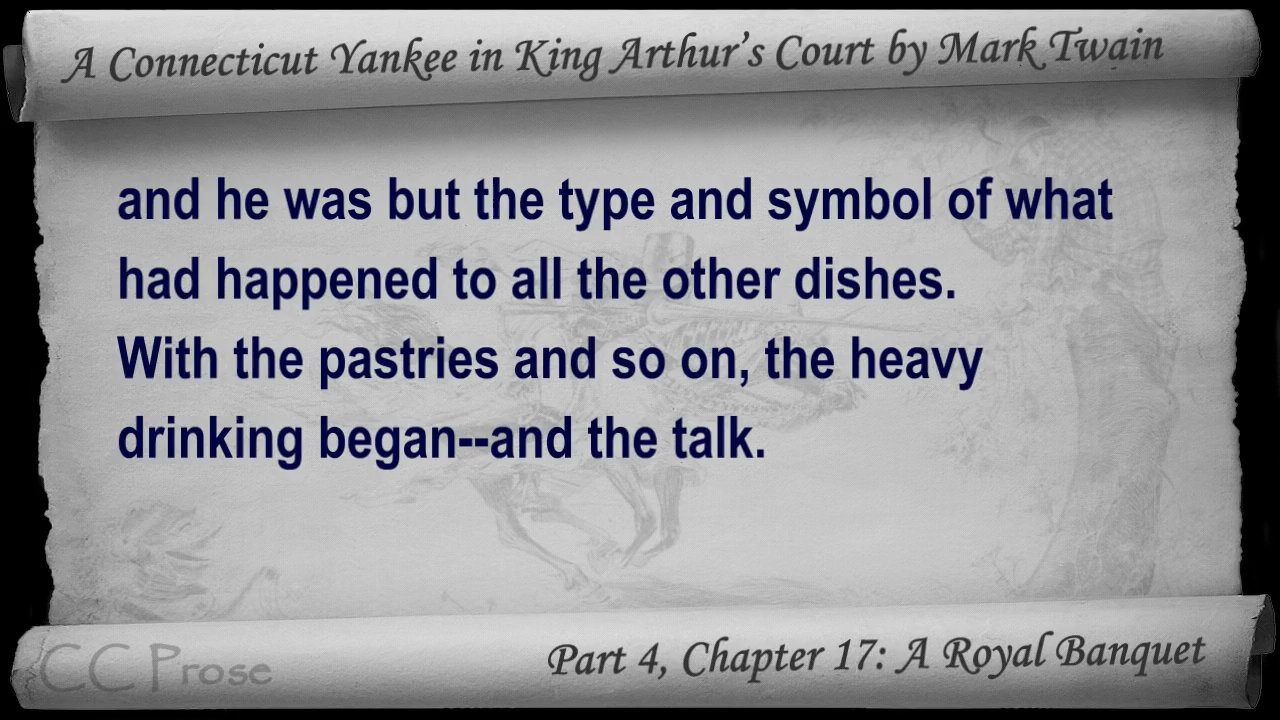 A Connecticut Yankee in King Arthur's Court by Mark Twain
and he was but the type and symbol of what
had happened to all the other dishes.
With the pastries and so on, the heavy
drinking began--and the talk.
CC Prose
Part 4, Chapter 17: A Royal Banquet